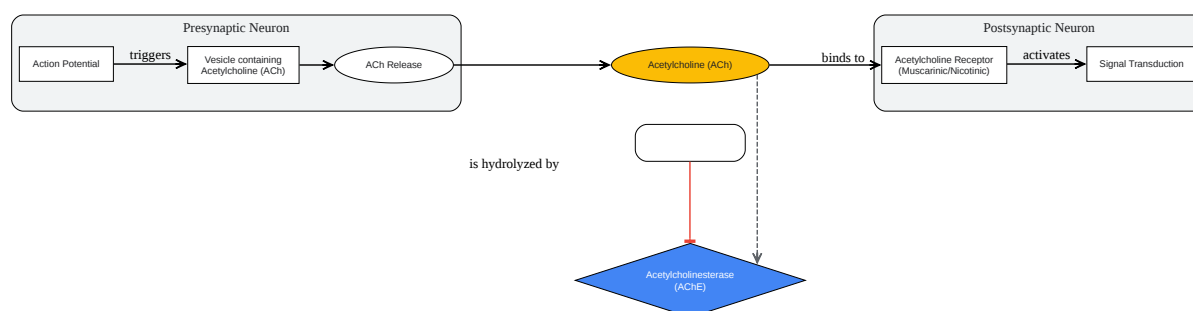 Presynaptic Neuron
Postsynaptic Neuron
Action Potential
triggers
Vesicle containing
Acetylcholine (ACh)
ACh Release
Acetylcholine (ACh)
binds to
Acetylcholine Receptor
(Muscarinic/Nicotinic)
activates
Signal Transduction
is hydrolyzed by
Acetylcholinesterase
(AChE)